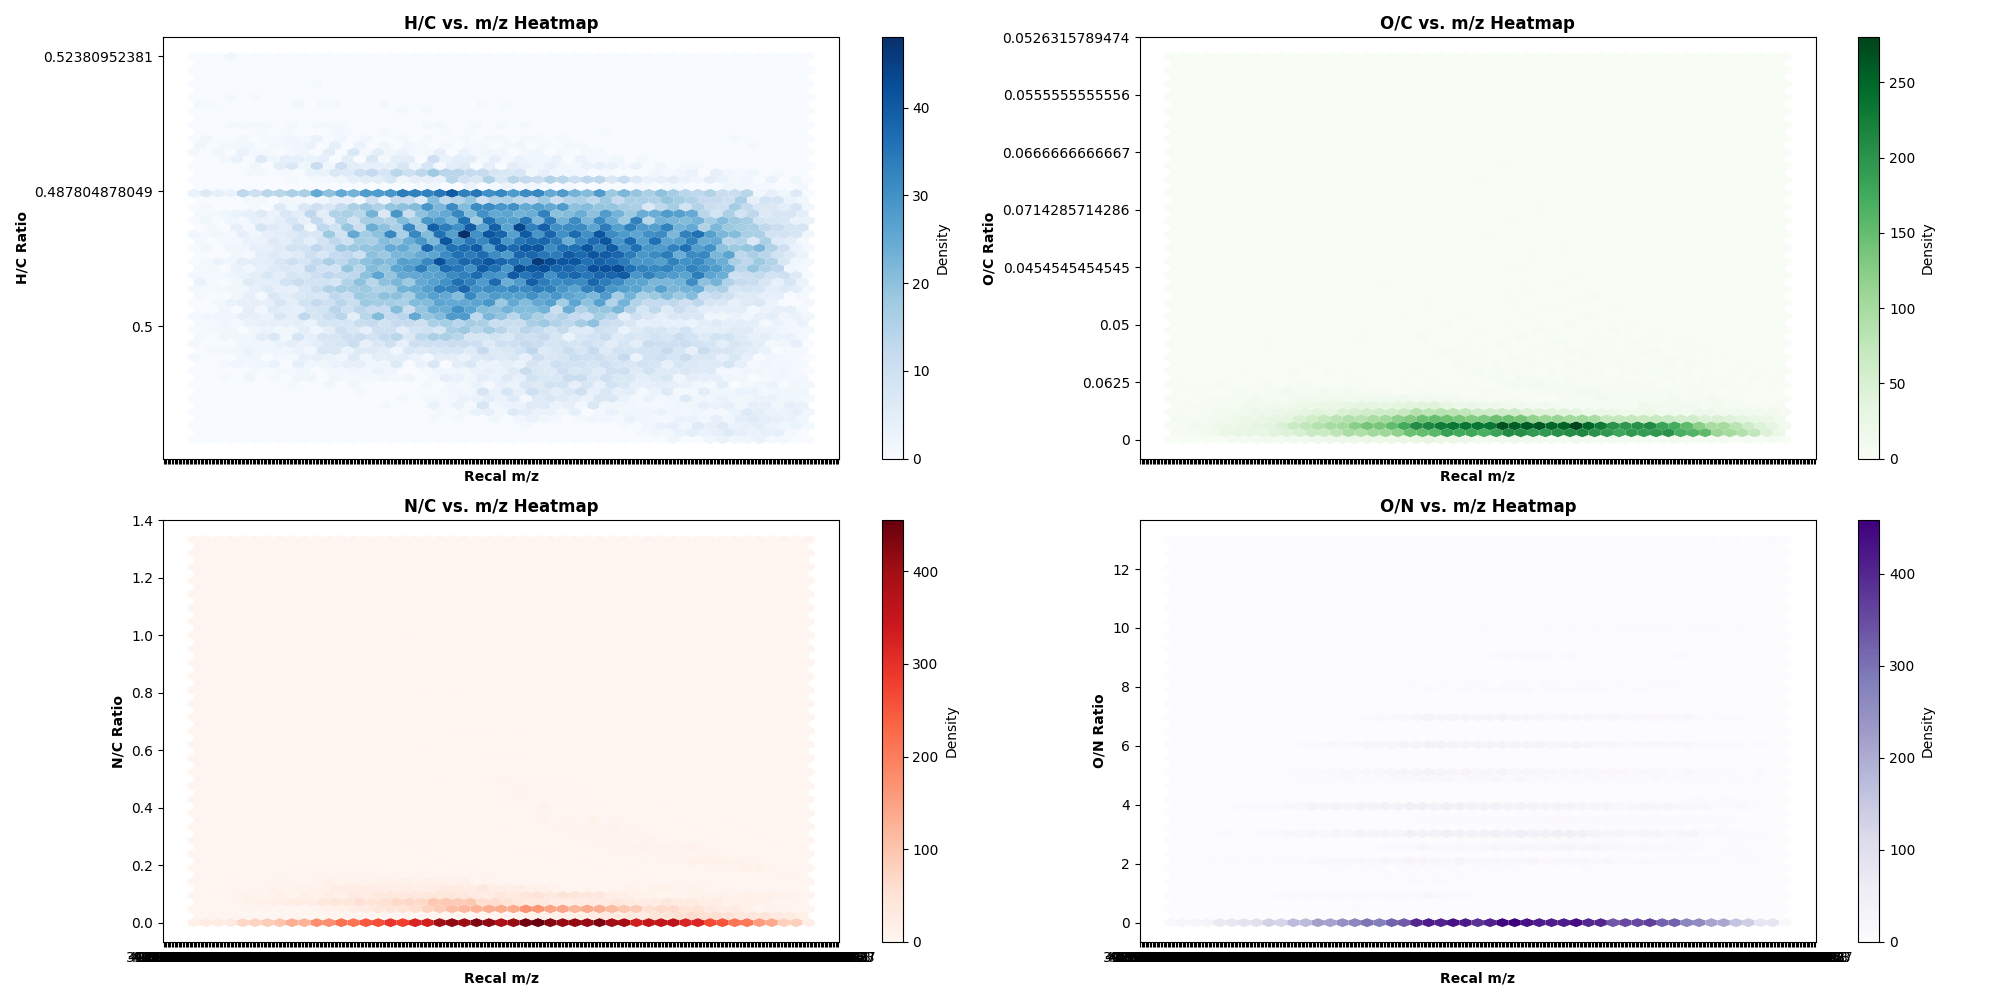 H/C vs. m/z Heatmap
0.52380952381
0.487804878049
0.5
H/C Ratio
Recal m/z
40
30
20
10
0
Density
O/C vs. m/z Heatmap
0.0526315789474
0.0555555555556
0.0666666666667
0.0714285714286
0.0454545454545
0.05
0.0625
0
O/C Ratio
Recal m/z
250
200
150
100
50
0
Density
N/C vs. m/z Heatmap
1.4
1.2
1.0
0.8
0.6
0.4
0.2
0.0
N/C Ratio
Recal m/z
400
300
200
100
0
Density
O/N vs. m/z Heatmap
12
10
8
6
4
2
0
O/N Ratio
Recal m/z
400
300
200
100
0
Density